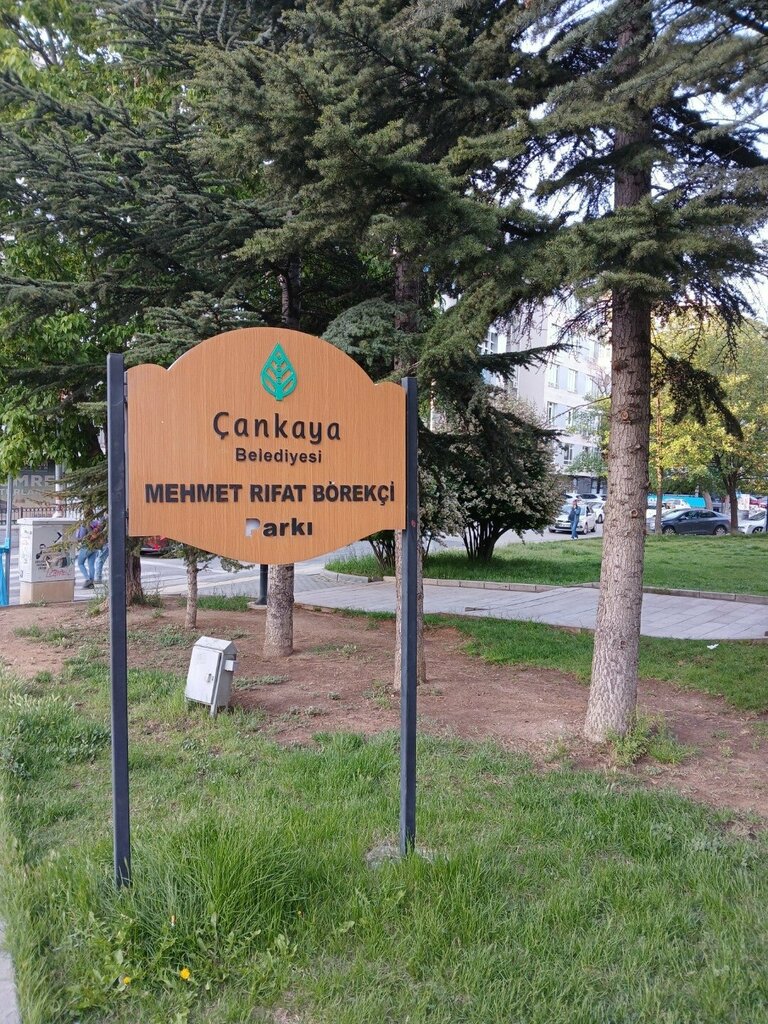 Çankaya
Belediyesi
MEHMET RIFAT BÖREKÇİ
Parkı